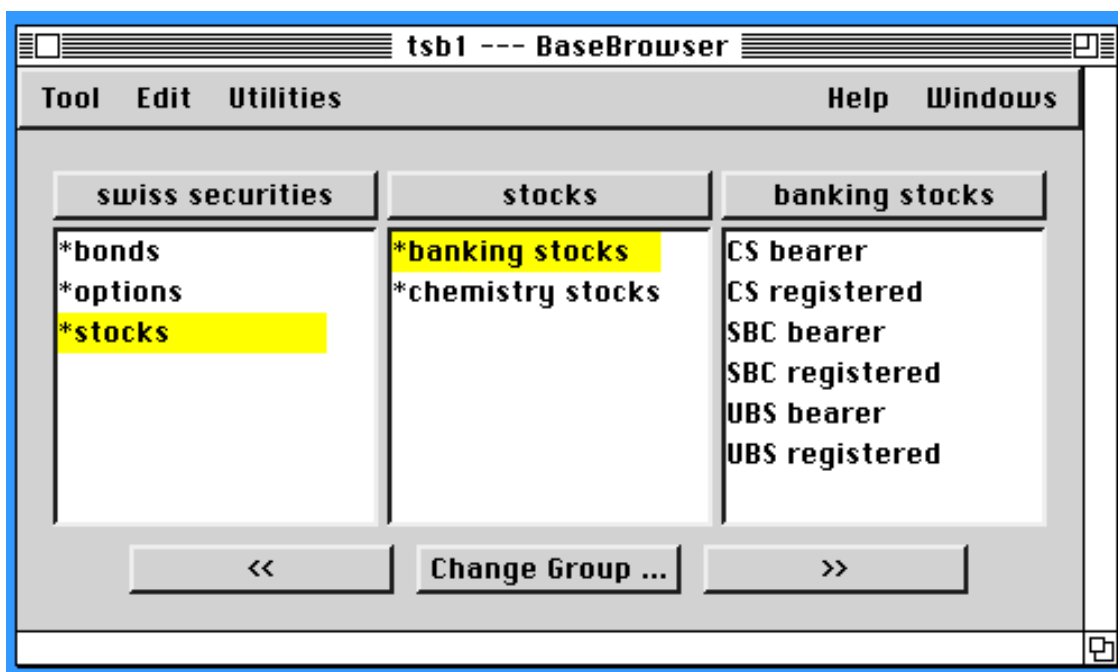 tsb1 --- BaseBrowser
Tool Edit Utilities Help Windows
swiss securities stocks banking stocks
*bonds *banking stocks CS bearer
*options *chemistry stocks CS registered
*stocks SBC bearer
SBC registered
UBS bearer
UBS registered
<< Change Group ... >>